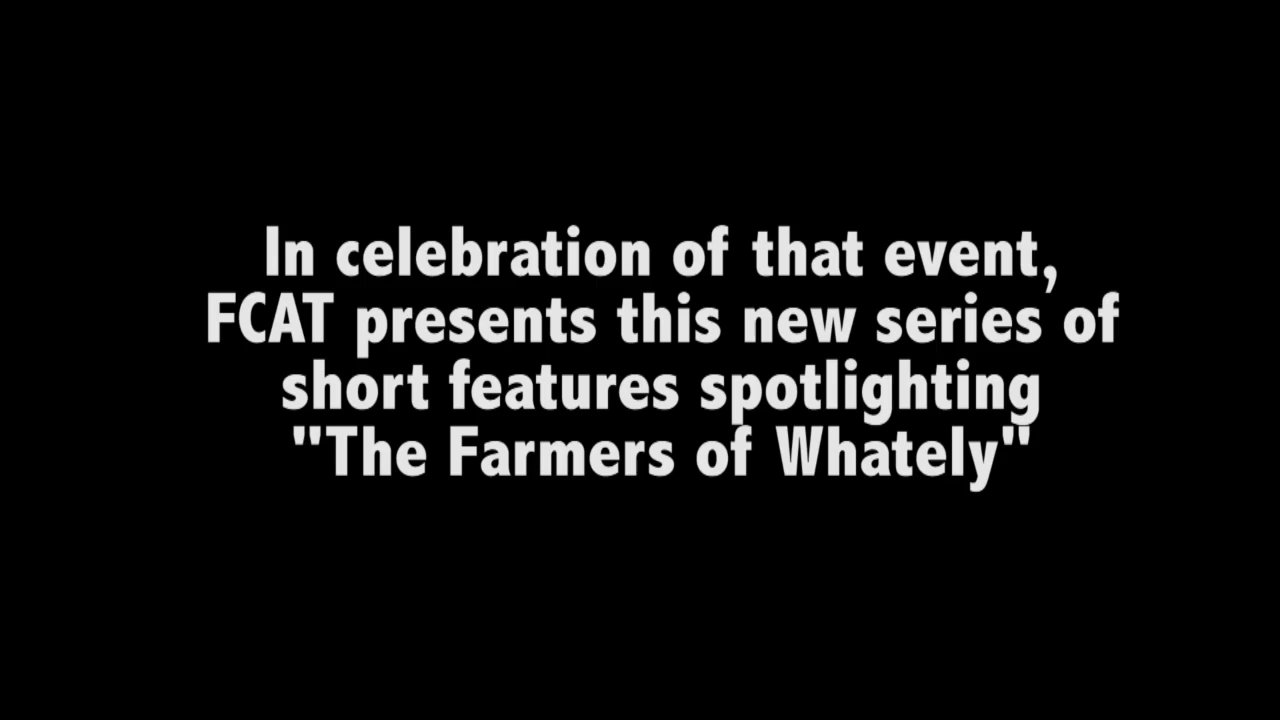 In celebration of that event,
FCAT presents this new series of
short features spotlighting
"The Farmers of Whately"